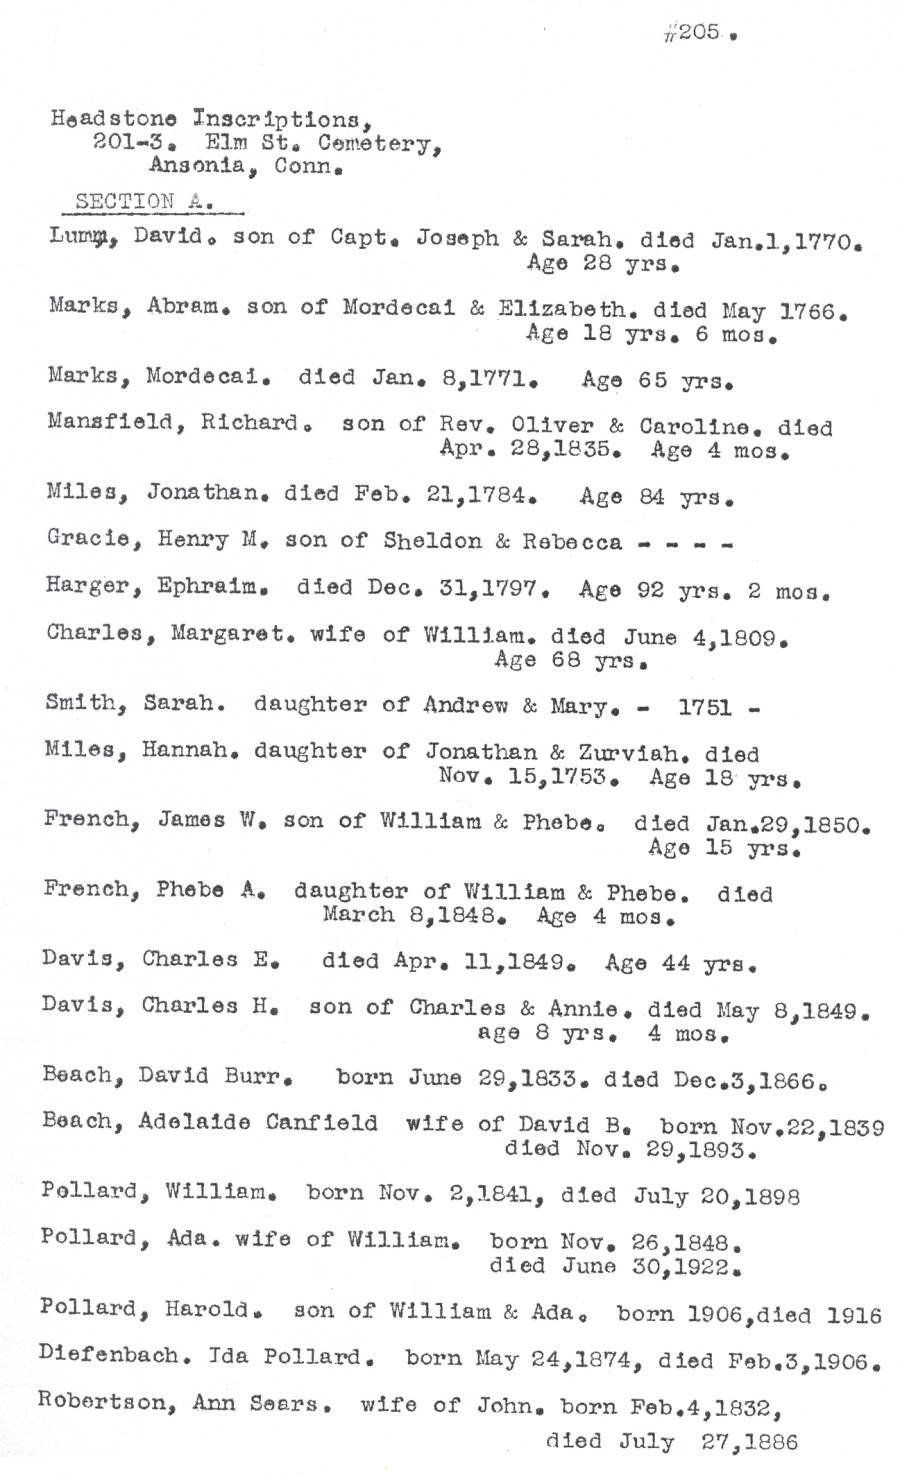 #205.
Headstone Inscriptions,
201-3. Elm St. Cemetery,
Ansonia, Conn.
SECTION A.
David. son of Capt. Joseph & Sarah. died Jan.1,1770.
Age 28 yrs.
Marks, Abram. son of Mordecai & Elizabeth. died May 1766.
Age 18 yrs. 6 mos.
Marks, Mordecai. died Jan. 8,1771. Age 65 yrs.
Mansfield, Richard. son of Rev. Oliver & Caroline. died
Apr. 28,1835. Age 4 mos.
Miles, Jonathan. died Feb. 21,1784. Age 84 yrs.
Gracie, Henry M. son of Sheldon & Rebecca - - - -
Harger, Ephraim. died Dec. 31,1797. Age 92 yrs. 2 mos.
Charles, Margaret. wife of William. died June 4,1809.
Age 68 yrs.
Smith, Sarah. daughter of Andrew & Mary. - 1751 -
Miles, Hannah. daughter of Jonathan & Zurviah. died
Nov. 15,1753. Age 18 yrs.
French, James W. son of William & Phebe. died Jan.29,1850.
Age 15 yrs.
French, Phebe A. daughter of William & Phebe. died
March 8,1848. Age 4 mos.
Davis, Charles E. died Apr. 11,1849. Age 44 yrs.
Davis, Charles H. son of Charles & Annie. died May 8,1849.
age 8 yrs. 4 mos.
Beach, David Burr. born June 29,1833. died Dec.3,1866.
Beach, Adelaide Canfield wife of David B. born Nov.22,1839
died Nov. 29,1893.
Pollard, William. born Nov. 2,1841, died July 20,1898
Pollard, Ada. wife of William. born Nov. 26,1848.
died June 30,1922.
Pollard, Harold. son of William & Ada. born 1906,died 1916
Diefenbach. Ida Pollard. born May 24,1874, died Feb.3,1906.
Robertson, Ann Sears. wife of John. born Feb.4,1832,
died July 27,1886